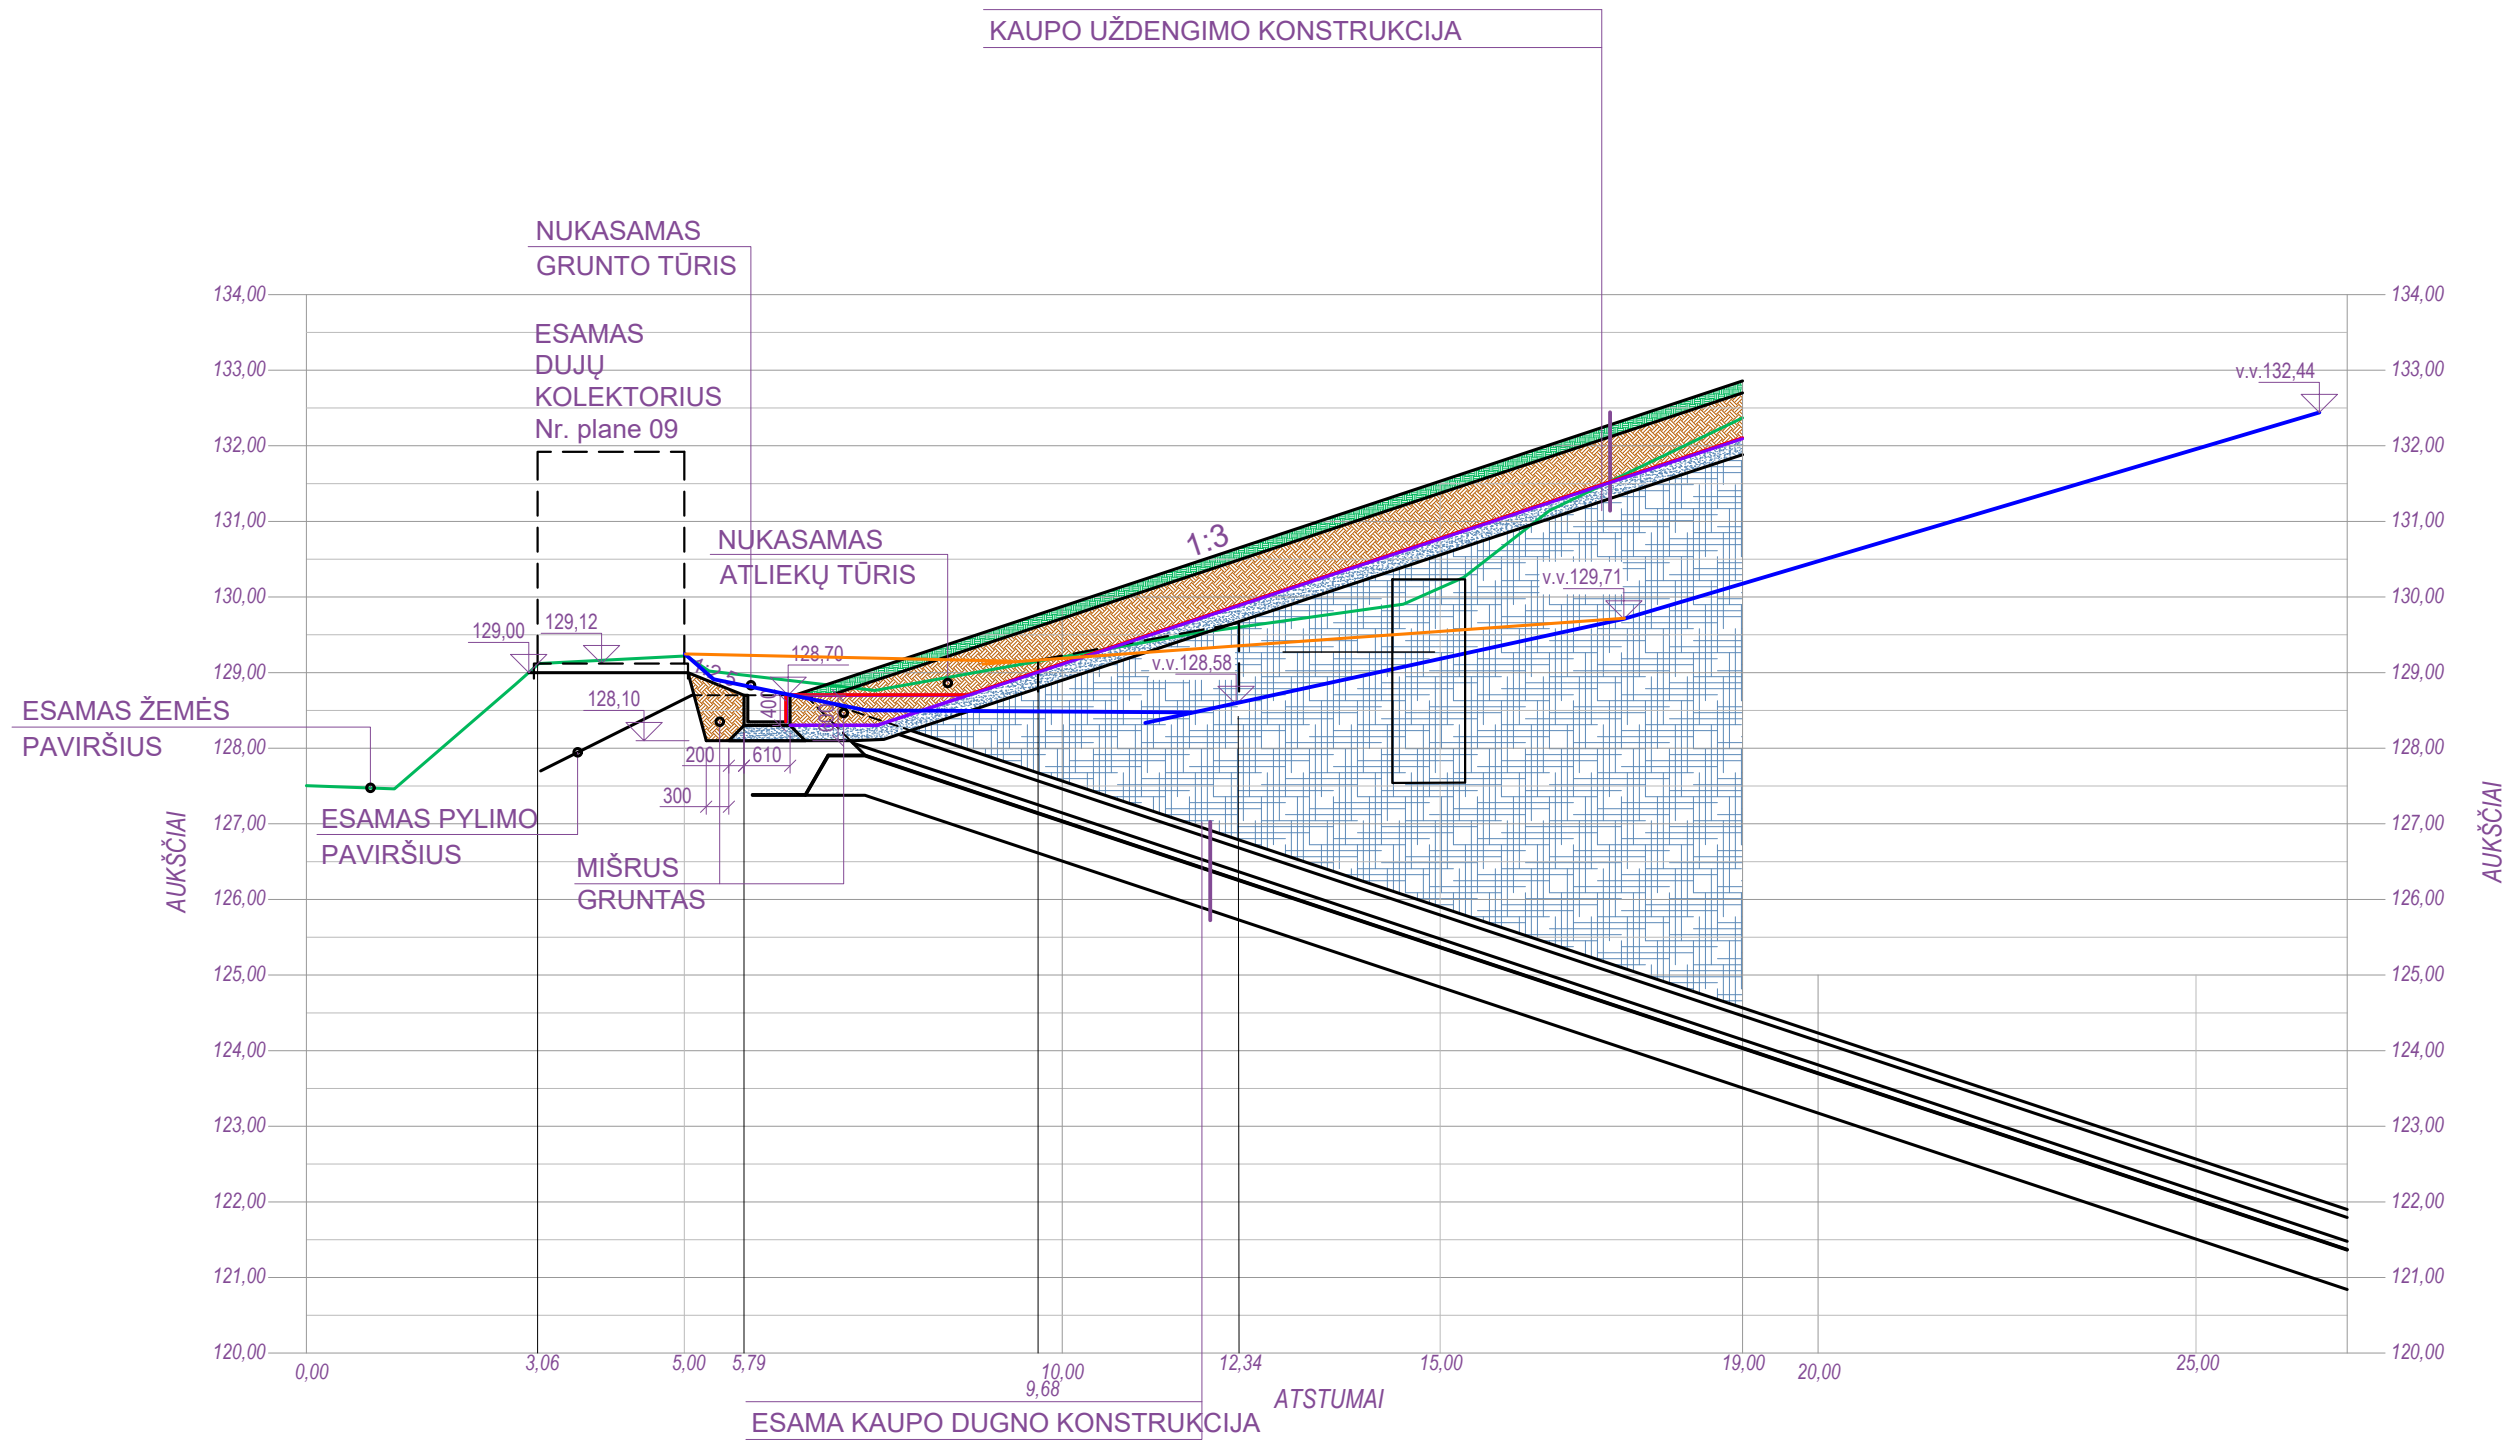 KAUPO UŽDENGIMO KONSTRUKCIJA
NUKASAMAS
GRUNTO TŪRIS
134,00
134,00
ESAMAS
DUJŲ
KOLEKTORIUS
Nr. plane 09
133,00
v.v.132,44
133,00
132,00
132,00
131,00
131,00
1:3
NUKASAMAS
ATLIEKŲ TŪRIS
130,00
v.v.129,71
130,00
129,00
129,12
128,70
v.v.128,58
129,00
129,00
128,10
400
ESAMAS ŽEMĖS
PAVIRŠIUS
128,00
200
610
128,00
300
127,00
127,00
ESAMAS PYLIMO
PAVIRŠIUS
AUKŠČIAI
AUKŠČIAI
MIŠRUS
GRUNTAS
126,00
126,00
125,00
125,00
124,00
124,00
123,00
123,00
122,00
122,00
121,00
121,00
120,00
120,00
0,00
3,06
5,00
5,79
9,68
10,00
12,34
15,00
19,00
20,00
25,00
ATSTUMAI
ESAMA KAUPO DUGNO KONSTRUKCIJA